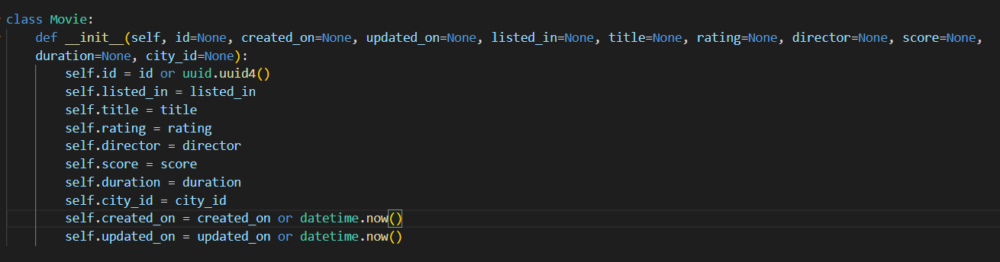 class Movie:
def __init__(self, id=None, created_on=None, updated_on=None, listed_in=None, title=None, rating=None, director=None, score=None,
duration=None, city_id=None):
self.id = id or uuid.uuid4()
self.listed_in = listed_in
self.title = title
self.rating = rating
self.director = director
self.score = score
self.duration = duration
self.city_id = city_id
self.created_on = created_on or datetime.now()
self.updated_on = updated_on or datetime.now()